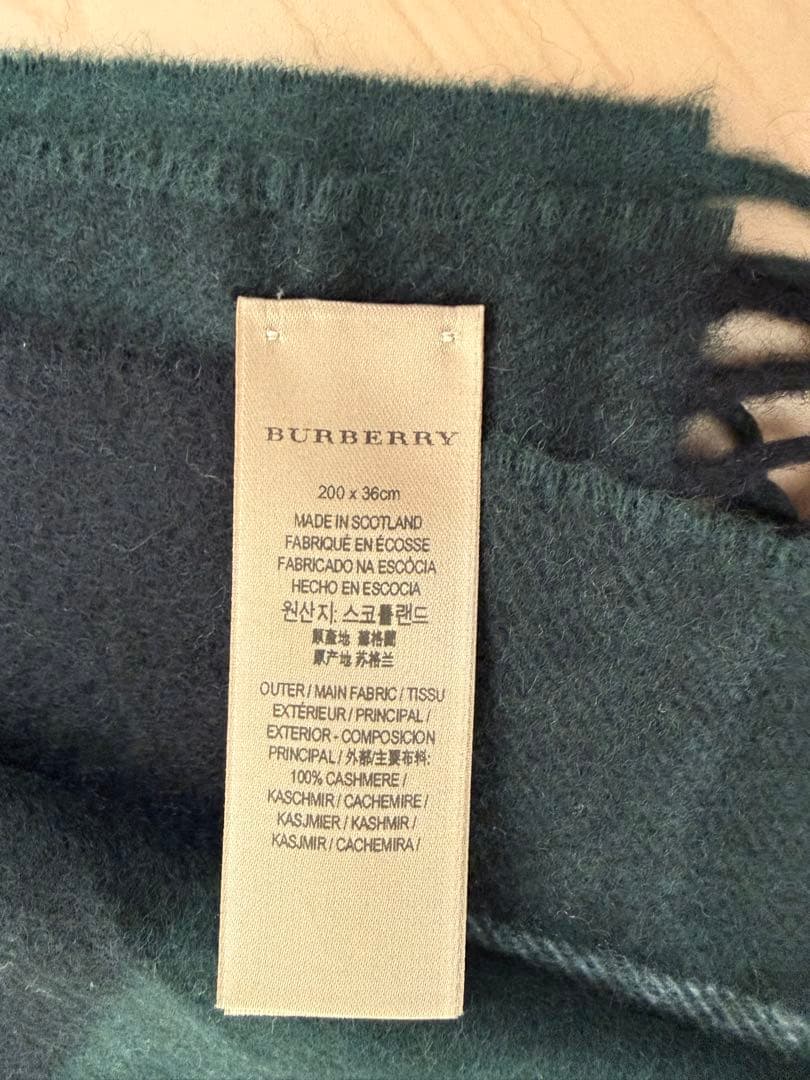 BURBERRY
200 x 36cm
MADE IN SCOTLAND
FABRIQUÉ EN ÉCOSSE
FABRICADO NA ESCÓCIA
HECHO EN ESCOCIA
원산지: 스코틀랜드
原產地 蘇格蘭
原产地 苏格兰
OUTER / MAIN FABRIC / TISSU
EXTÉRIEUR / PRINCIPAL /
EXTERIOR - COMPOSICION
PRINCIPAL / 外部/主要布料:
100% CASHMERE /
KASCHMIR / CACHEMIRE /
KASJMIER / KASHMIR /
KASJMIR / CACHEMIRA /